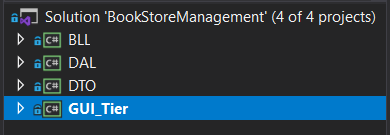 Solution 'BookStoreManagement' (4 of 4 projects)
C# BLL
C# DAL
C# DTO
C# GUI_Tier